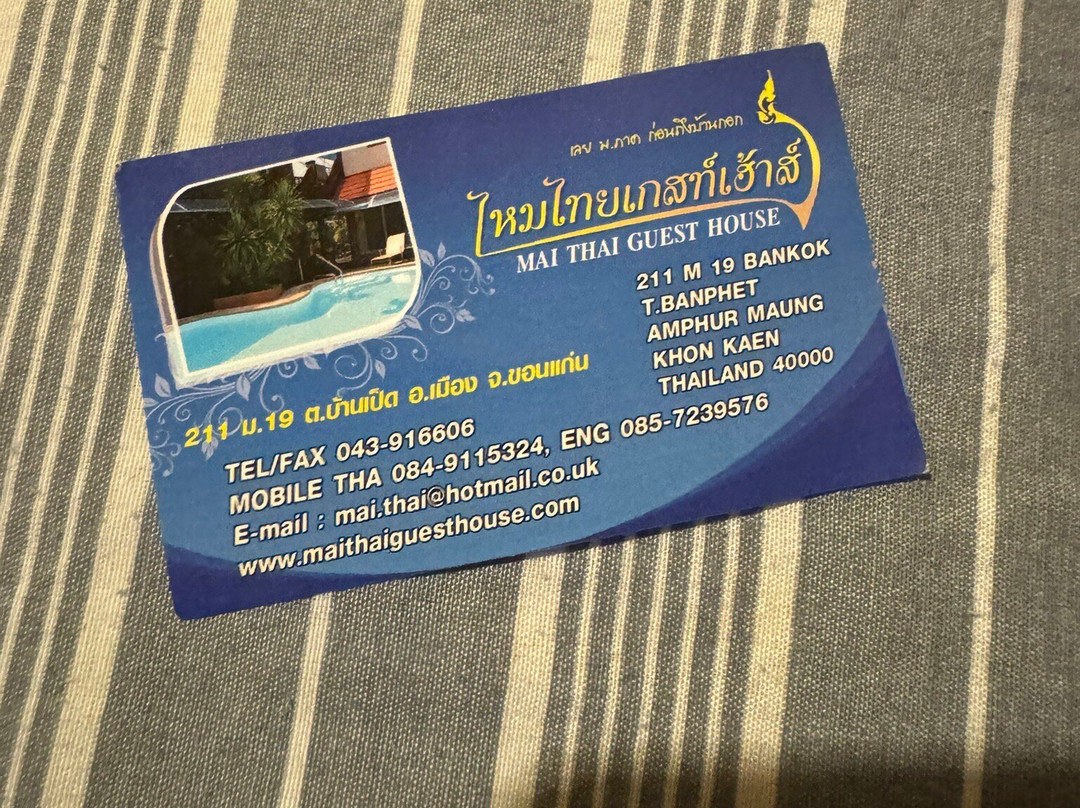 เลย ม.ภาค ก่อนถึงบ้านกอก
ไหมไทยเกสท์เฮ้าส์
MAI THAI GUEST HOUSE
211 M 19 BANKOK
T.BANPHET
AMPHUR MAUNG
KHON KAEN
THAILAND 40000
211 ม.19 ต.บ้านเป็ด อ.เมือง จ.ขอนแก่น
TEL/FAX 043-916606
MOBILE THA 084-9115324, ENG 085-7239576
E-mail : mai.thai@hotmail.co.uk
www.maithaiguesthouse.com